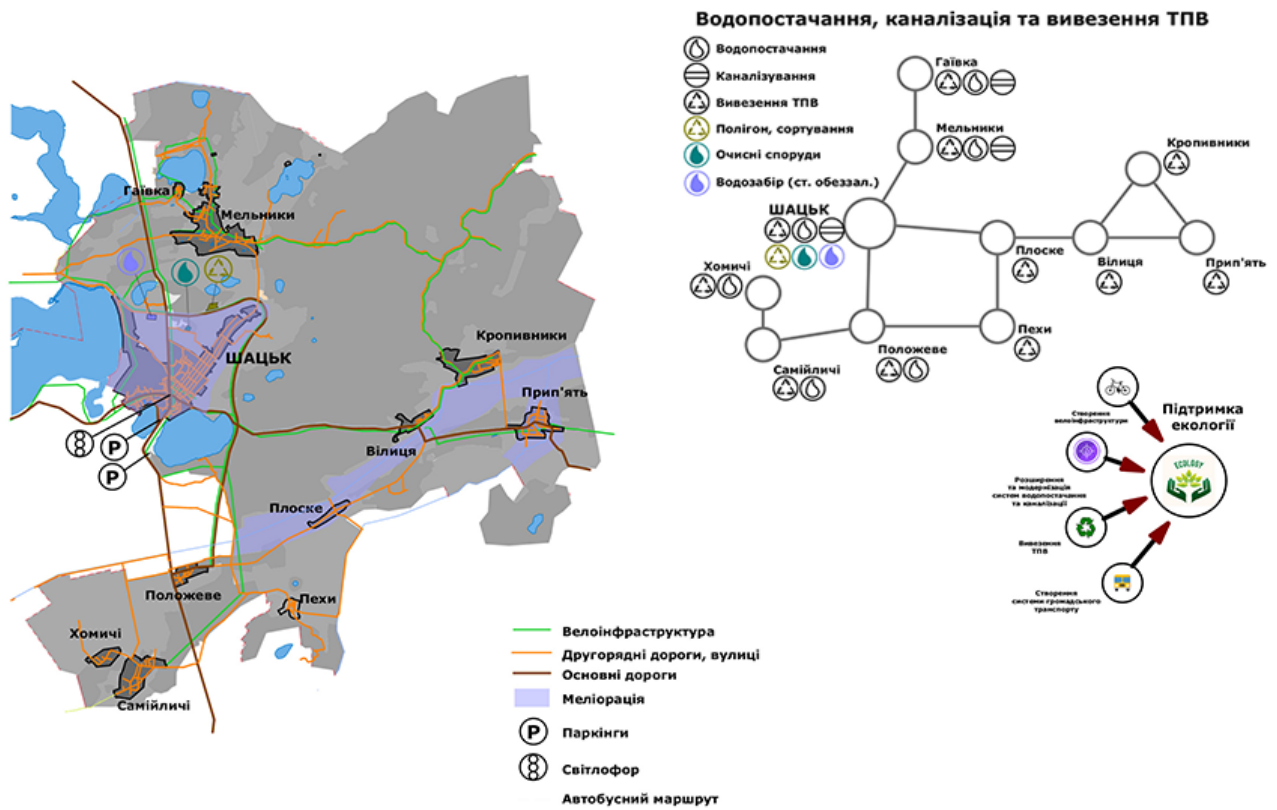 Водопостачання, каналізація та вивезення ТПВ
Водопостачання
Каналізування
Вивезення ТПВ
Полігон, сортування
Очисні споруди
Водозабір (ст. обеззал.)
Гаївка
Мельники
Кропивники
ШАЦЬК
Плоске
Вілиця
Прип'ять
Хомичі
Самійличі
Положеве
Пехи
Гаївка
Мельники
ШАЦЬК
Кропивники
Прип'ять
Вілиця
Плоске
Положеве
Пехи
Хомичі
Самійличі
P
P
Створення
велоінфраструктури
Підтримка
екології
ECOLOGY
Розширення
та модернізація
систем водопостачання
та каналізації
Вивезення
ТПВ
Створення
системи громадського
транспорту
Велоінфраструктура
Другорядні дороги, вулиці
Основні дороги
Меліорація
P Паркінги
Світлофор
Автобусний маршрут